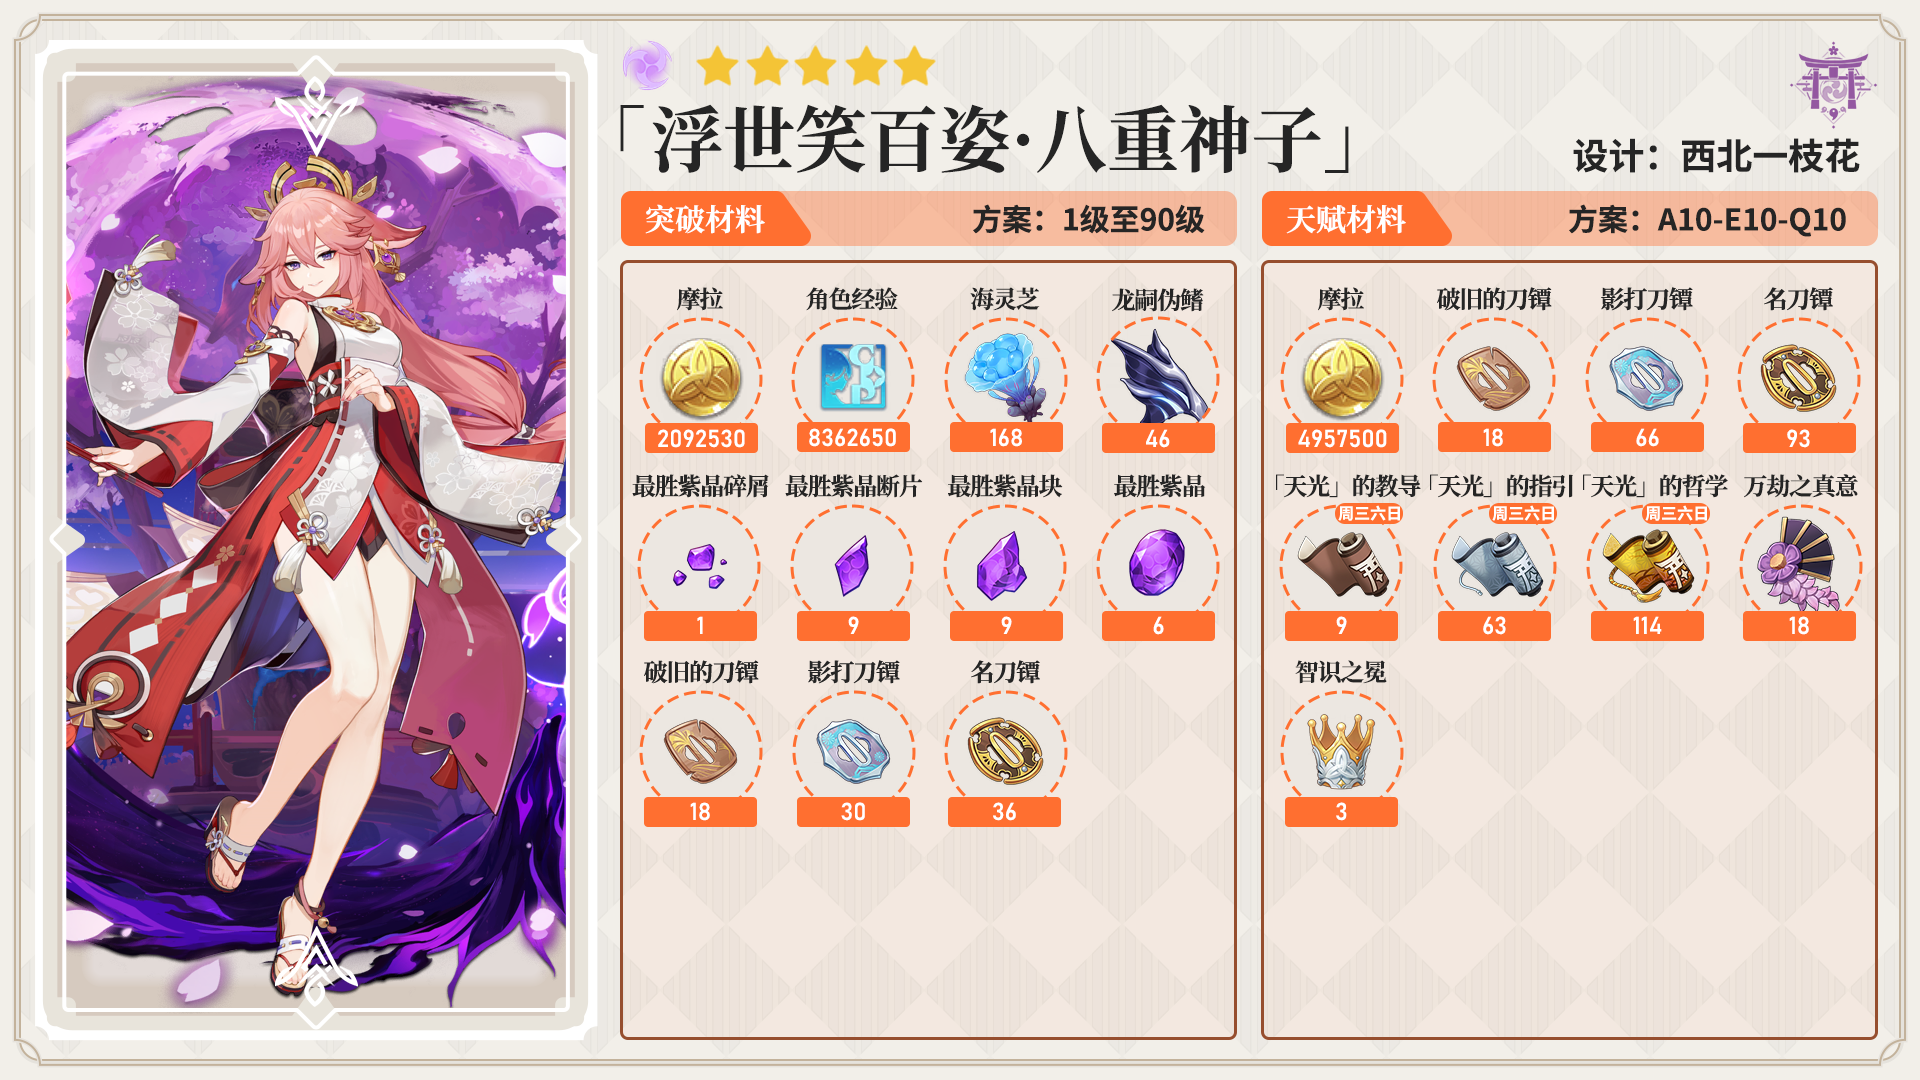 「浮世笑百姿·八重神子」
设计：西北一枝花
突破材料
方案：1级至90级
摩拉 角色经验 海灵芝 龙嗣伪鳍
2092530 8362650 168 46
最胜紫晶碎屑 最胜紫晶断片 最胜紫晶块 最胜紫晶
1 9 9 6
破旧的刀镡 影打刀镡 名刀镡
18 30 36
天赋材料
方案：A10-E10-Q10
摩拉 破旧的刀镡 影打刀镡 名刀镡
4957500 18 66 93
「天光」的教导 「天光」的指引 「天光」的哲学 万劫之真意
周三六日 周三六日 周三六日
9 63 114 18
智识之冕
3